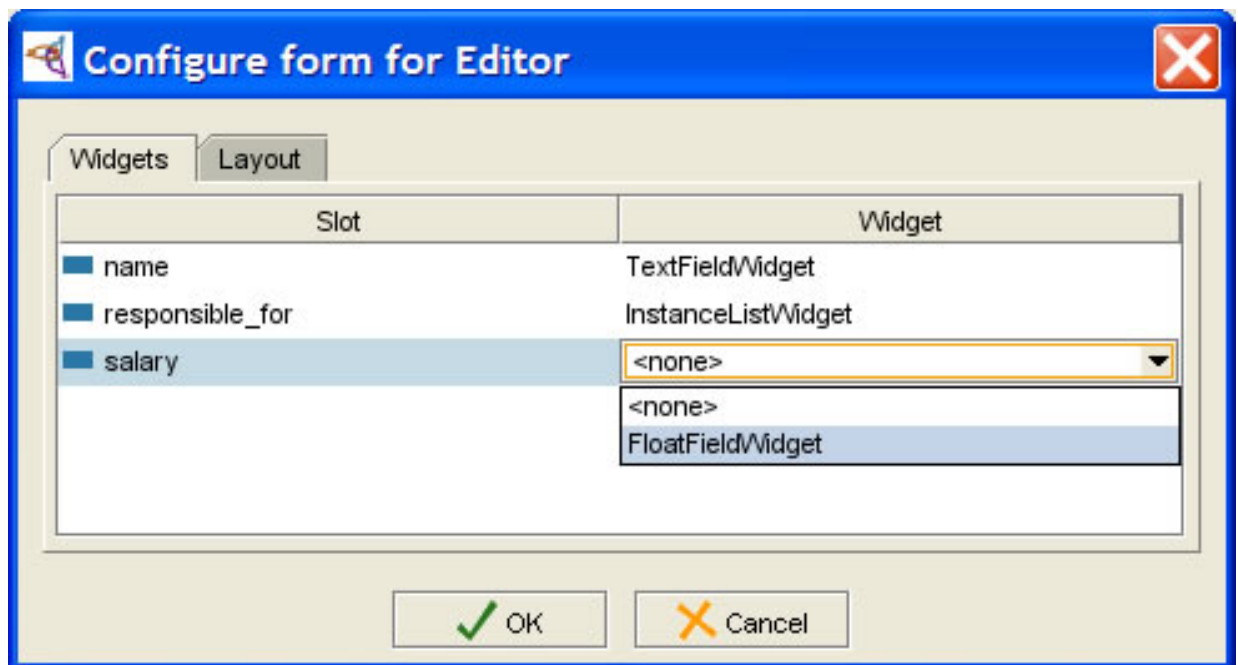 Configure form for Editor
Widgets Layout
Slot Widget
name TextFieldWidget
responsible_for InstanceListWidget
salary <none>
<none>
FloatFieldWidget
OK Cancel